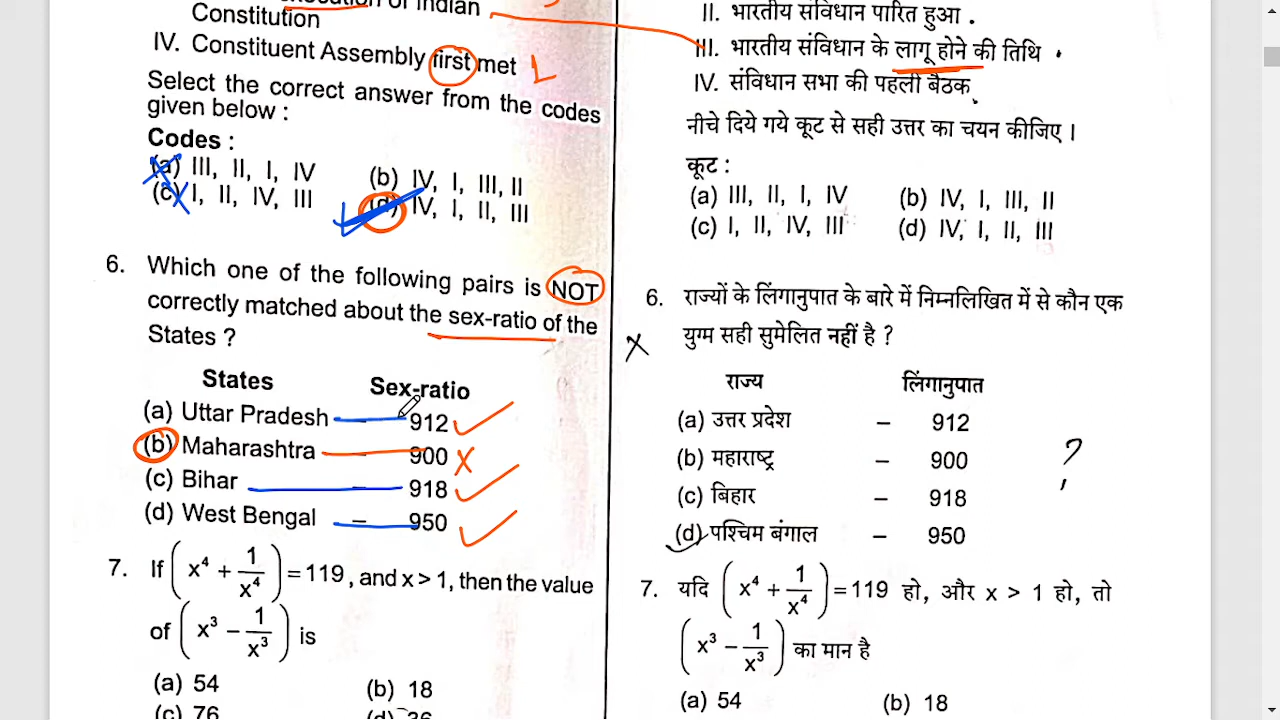 execution of Indian
Constitution
IV. Constituent Assembly first met
Select the correct answer from the codes
given below :
Codes :
(a) III, II, I, IV (b) IV, I, III, II
(c) I, II, IV, III (d) IV, I, II, III
6. Which one of the following pairs is NOT
correctly matched about the sex-ratio of the
States ?
States Sex-ratio
(a) Uttar Pradesh – 912
(b) Maharashtra – 900
(c) Bihar – 918
(d) West Bengal – 950
7. If (x⁴ + 1/x⁴) = 119, and x > 1, then the value
of (x³ – 1/x³) is
(a) 54 (b) 18
(c) 76 (d) 36
II. भारतीय संविधान पारित हुआ .
III. भारतीय संविधान के लागू होने की तिथि
IV. संविधान सभा की पहली बैठक
नीचे दिये गये कूट से सही उत्तर का चयन कीजिए ।
कूट :
(a) III, II, I, IV (b) IV, I, III, II
(c) I, II, IV, III (d) IV, I, II, III
6. राज्यों के लिंगानुपात के बारे में निम्नलिखित में से कौन एक
युग्म सही सुमेलित नहीं है ?
राज्य लिंगानुपात
(a) उत्तर प्रदेश – 912
(b) महाराष्ट्र – 900
(c) बिहार – 918
(d) पश्चिम बंगाल – 950
?
7. यदि (x⁴ + 1/x⁴) = 119 हो, और x > 1 हो, तो
(x³ – 1/x³) का मान है
(a) 54 (b) 18